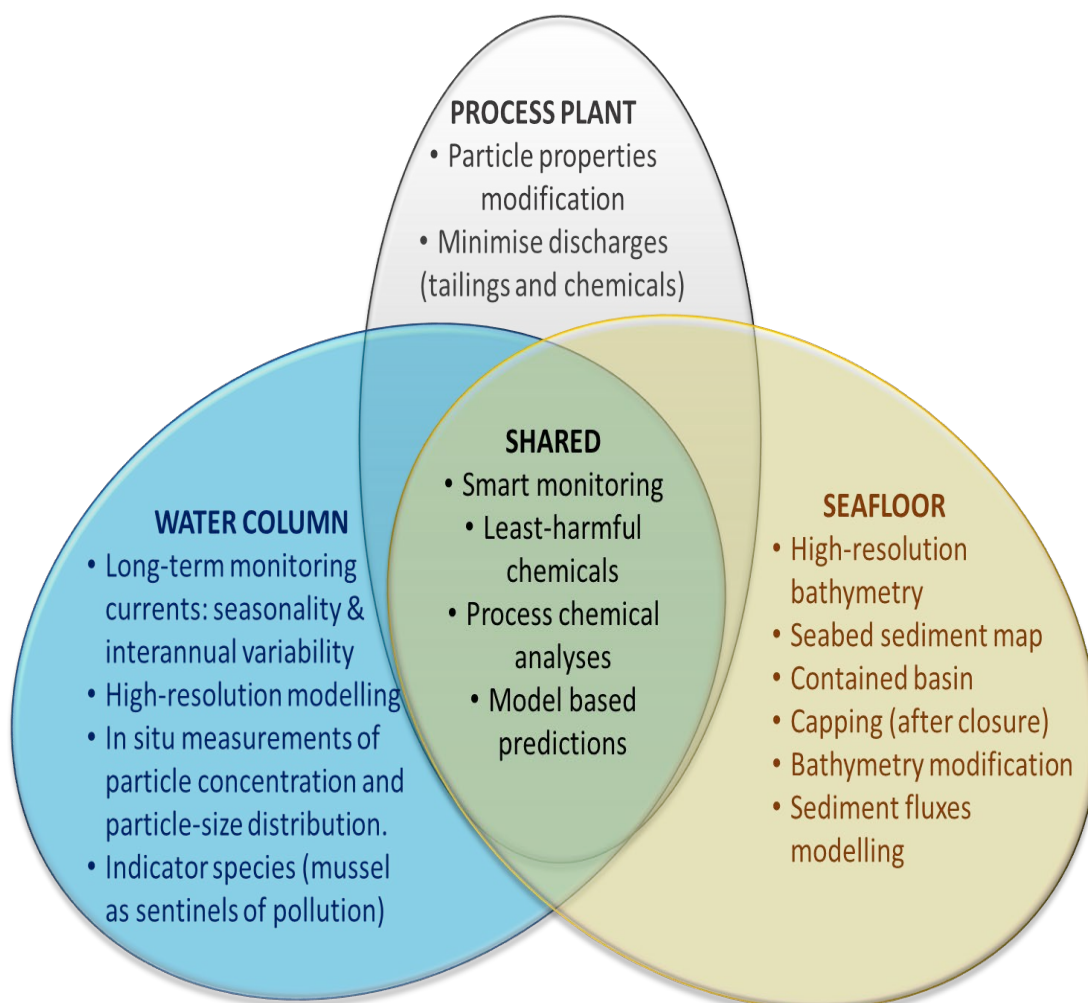 PROCESS PLANT
• Particle properties
modification
• Minimise discharges
(tailings and chemicals)
SHARED
• Smart monitoring
• Least-harmful
chemicals
• Process chemical
analyses
• Model based
predictions
WATER COLUMN
• Long-term monitoring
currents: seasonality &
interannual variability
• High-resolution modelling
• In situ measurements of
particle concentration and
particle-size distribution.
• Indicator species (mussel
as sentinels of pollution)
SEAFLOOR
• High-resolution
bathymetry
• Seabed sediment map
• Contained basin
• Capping (after closure)
• Bathymetry modification
• Sediment fluxes
modelling